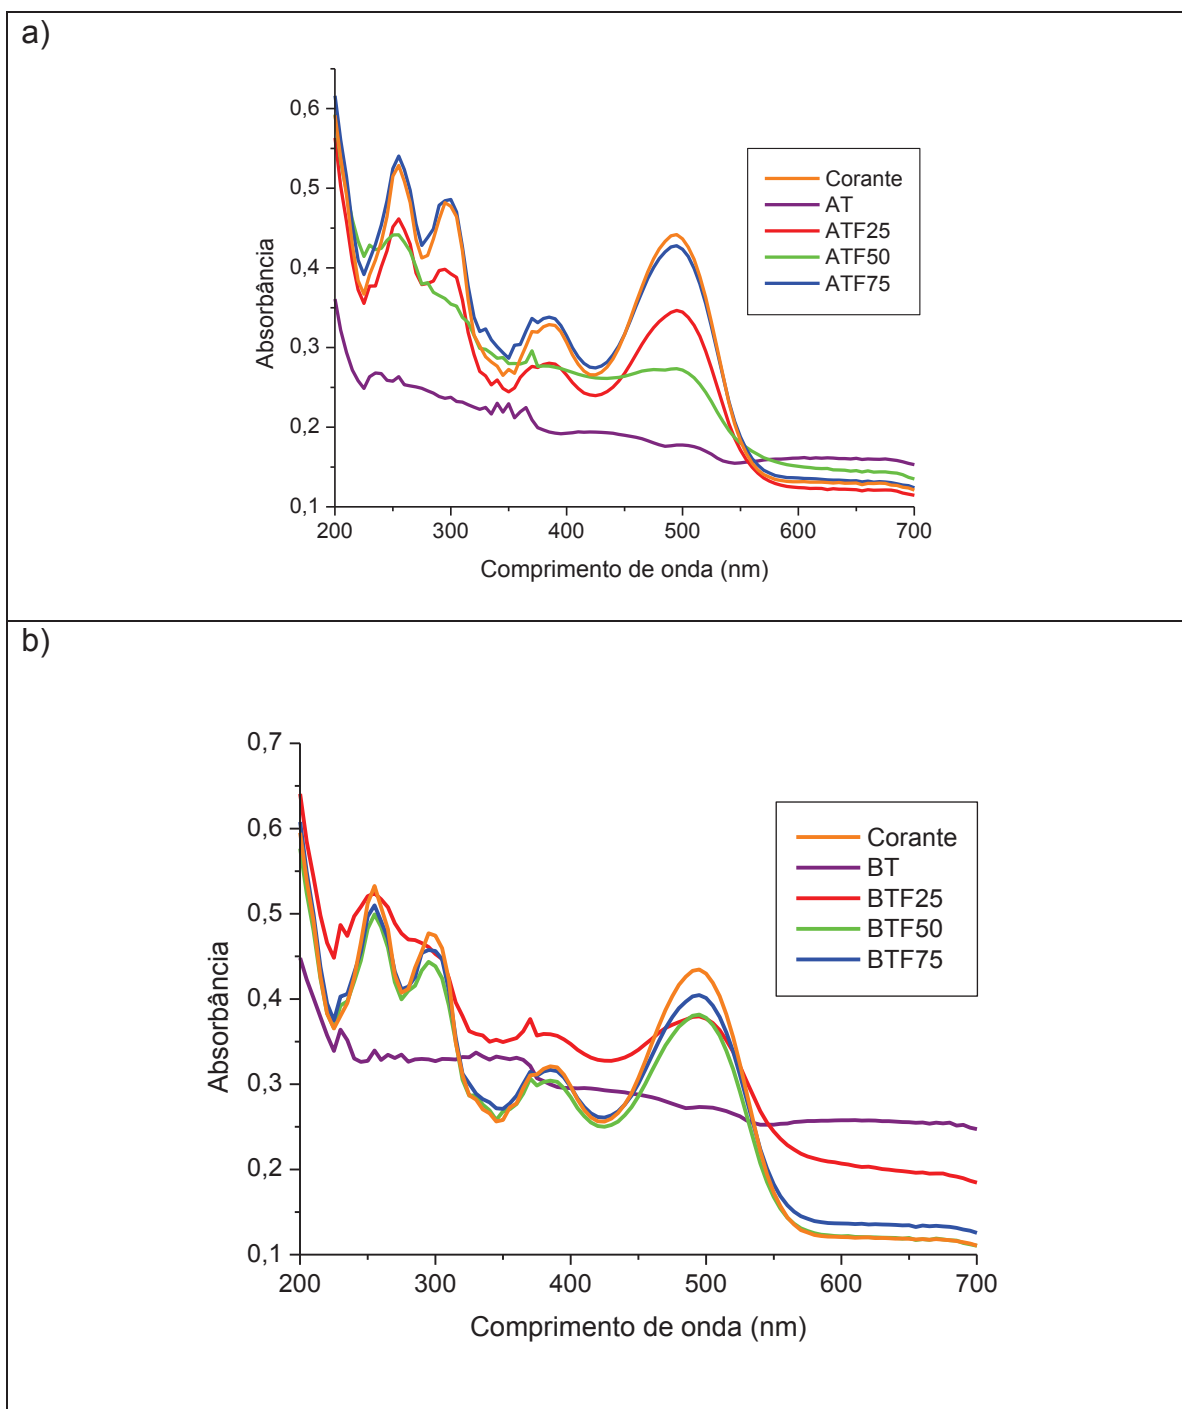 a)
0,6
0,5
0,4
0,3
0,2
0,1
Absorbância
200
300
400
500
600
700
Comprimento de onda (nm)
Corante
AT
ATF25
ATF50
ATF75
b)
0,7
0,6
0,5
0,4
0,3
0,2
0,1
Absorbância
200
300
400
500
600
700
Comprimento de onda (nm)
Corante
BT
BTF25
BTF50
BTF75